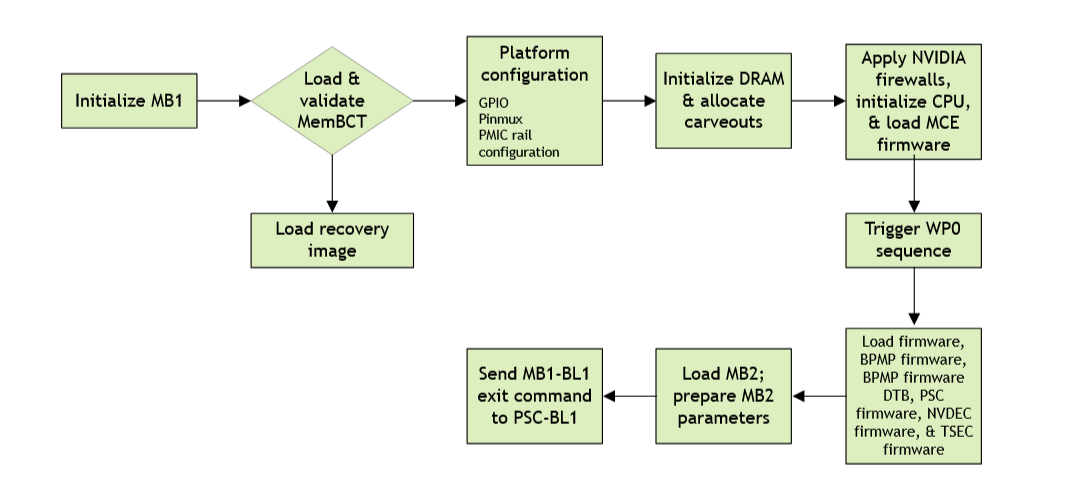 Initialize MB1
Load &
validate
MemBCT
Load recovery
image
Platform
configuration
GPIO
Pinmux
PMIC rail
configuration
Initialize DRAM
& allocate
carveouts
Apply NVIDIA
firewalls,
initialize CPU,
& load MCE
firmware
Trigger WP0
sequence
Load firmware,
BPMP firmware,
BPMP firmware
DTB, PSC
firmware, NVDEC
firmware, & TSEC
firmware
Load MB2;
prepare MB2
parameters
Send MB1-BL1
exit command
to PSC-BL1